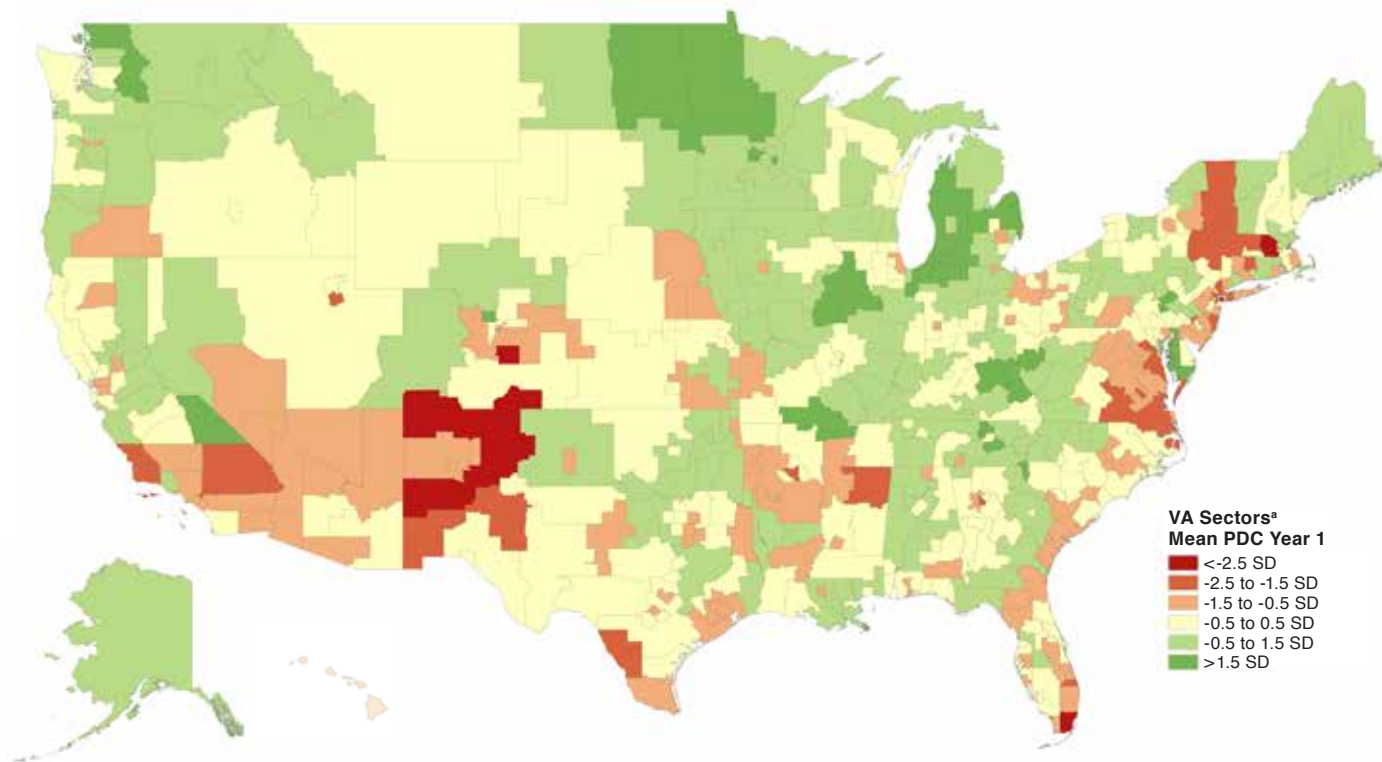 VA Sectorsᵃ
Mean PDC Year 1
<-2.5 SD
-2.5 to -1.5 SD
-1.5 to -0.5 SD
-0.5 to 0.5 SD
-0.5 to 1.5 SD
>1.5 SD